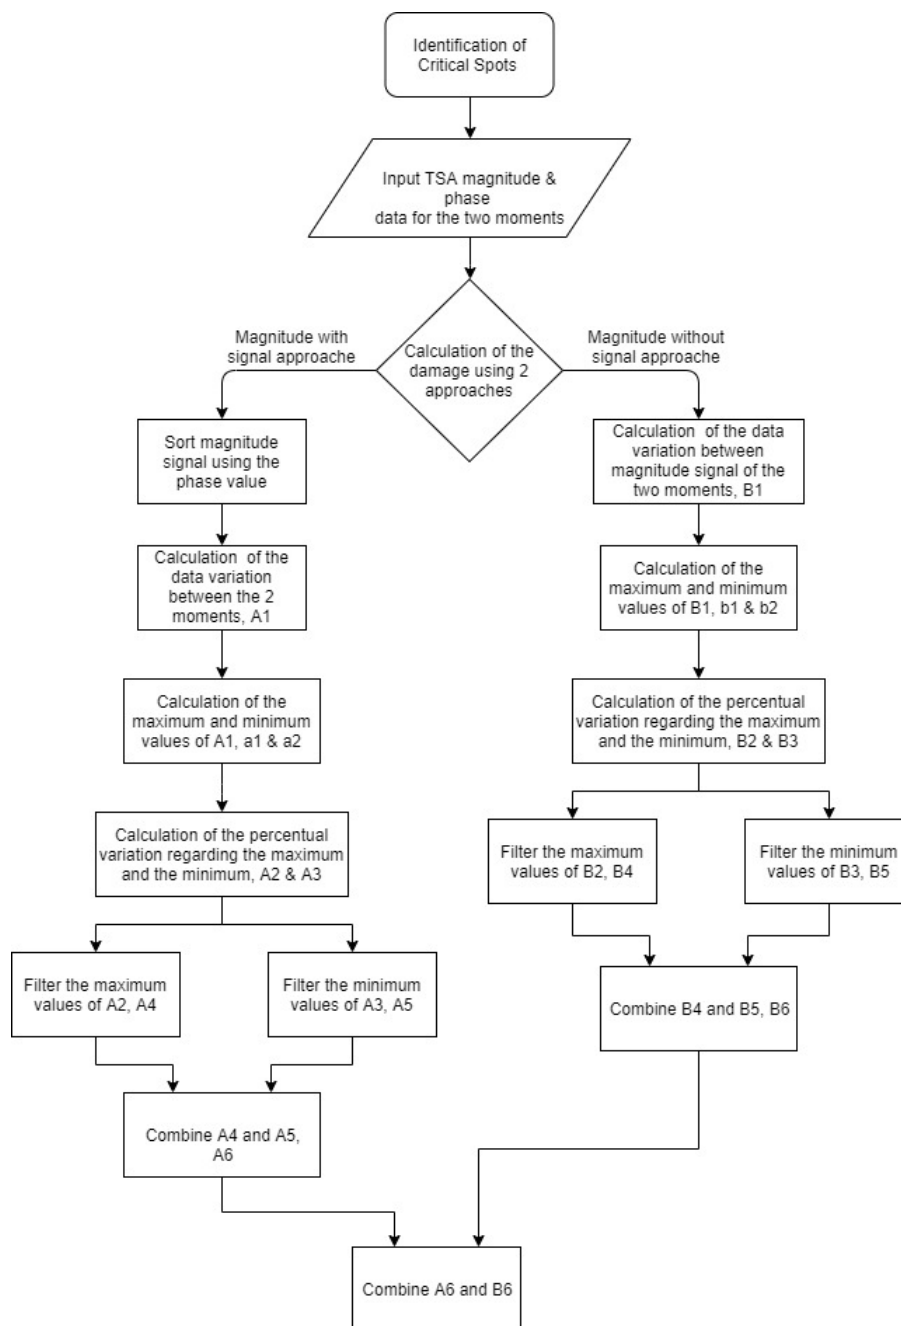 Identification of
Critical Spots
Input TSA magnitude &
phase
data for the two moments
Magnitude with
signal approache
Calculation of the
damage using 2
approaches
Magnitude without
signal approache
Sort magnitude
signal using the
phase value
Calculation of the
data variation
between the 2
moments, A1
Calculation of the
maximum and minimum
values of A1, a1 & a2
Calculation of the percentual
variation regarding the maximum
and the minimum, A2 & A3
Filter the maximum
values of A2, A4
Filter the minimum
values of A3, A5
Combine A4 and A5,
A6
Calculation of the data
variation between
magnitude signal of the
two moments, B1
Calculation of the
maximum and minimum
values of B1, b1 & b2
Calculation of the percentual
variation regarding the maximum
and the minimum, B2 & B3
Filter the maximum
values of B2, B4
Filter the minimum
values of B3, B5
Combine B4 and B5, B6
Combine A6 and B6